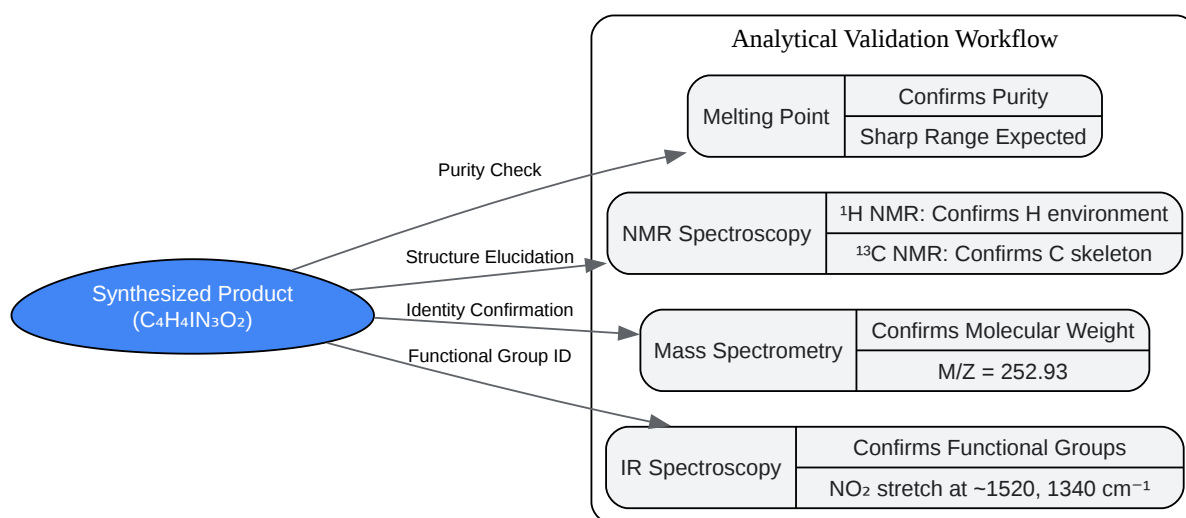 Analytical Validation Workflow
Melting Point
Confirms Purity
Sharp Range Expected
Purity Check
NMR Spectroscopy
¹H NMR: Confirms H environment
¹³C NMR: Confirms C skeleton
Structure Elucidation
Synthesized Product
(C₄H₄IN₃O₂)
Identity Confirmation
Mass Spectrometry
Confirms Molecular Weight
M/Z = 252.93
Functional Group ID
IR Spectroscopy
Confirms Functional Groups
NO₂ stretch at ~1520, 1340 cm⁻¹